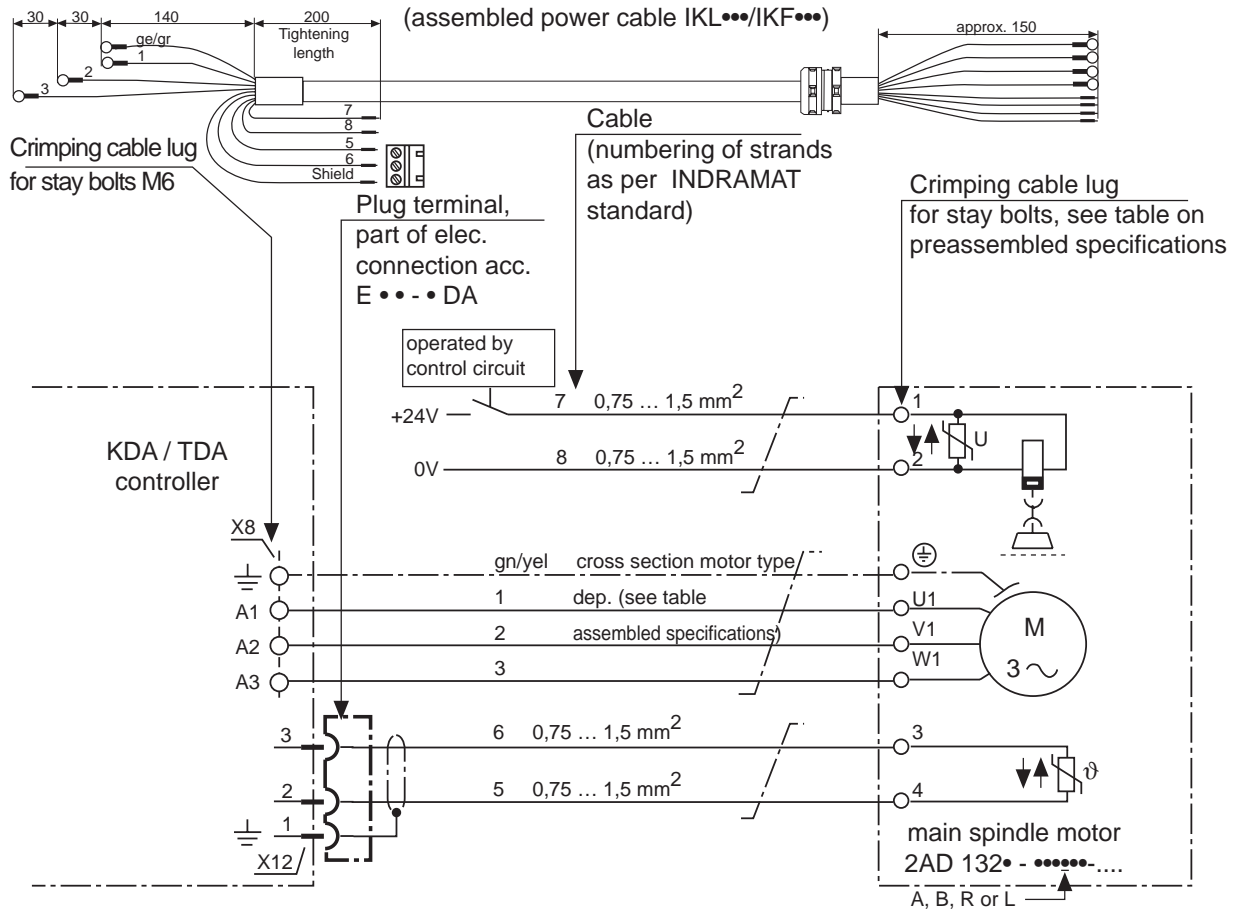 (assembled power cable IKL•••/IKF•••)
30 30 140 200 approx. 150
Tightening
length
ge/gr
1
2
3
7
8
5
6
Shield
Crimping cable lug
for stay bolts M6
Cable
(numbering of strands
as per INDRAMAT
standard)
Plug terminal,
part of elec.
connection acc.
E • • - • DA
Crimping cable lug
for stay bolts, see table on
preassembled specifications
operated by
control circuit
+24V 7 0,75 ... 1,5 mm² 1
U
0V 8 0,75 ... 1,5 mm² 2
KDA / TDA
controller
X8
gn/yel cross section motor type
A1 1 dep. (see table U1
A2 2 assembled specifications) V1
A3 3 W1
M
3 ~
3 6 0,75 ... 1,5 mm² 3
ϑ
2 5 0,75 ... 1,5 mm² 4
1
X12
main spindle motor
2AD 132• - ••••••-....
A, B, R or L